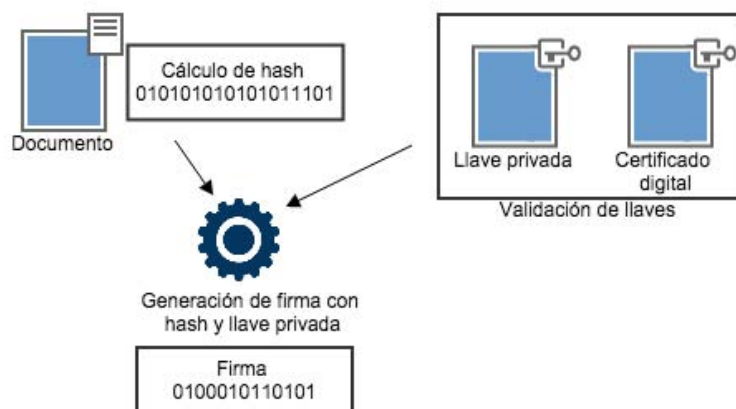 Cálculo de hash
0101010101010111101
Documento
Llave privada
Certificado
digital
Validación de llaves
Generación de firma con
hash y llave privada
Firma
0100010110101